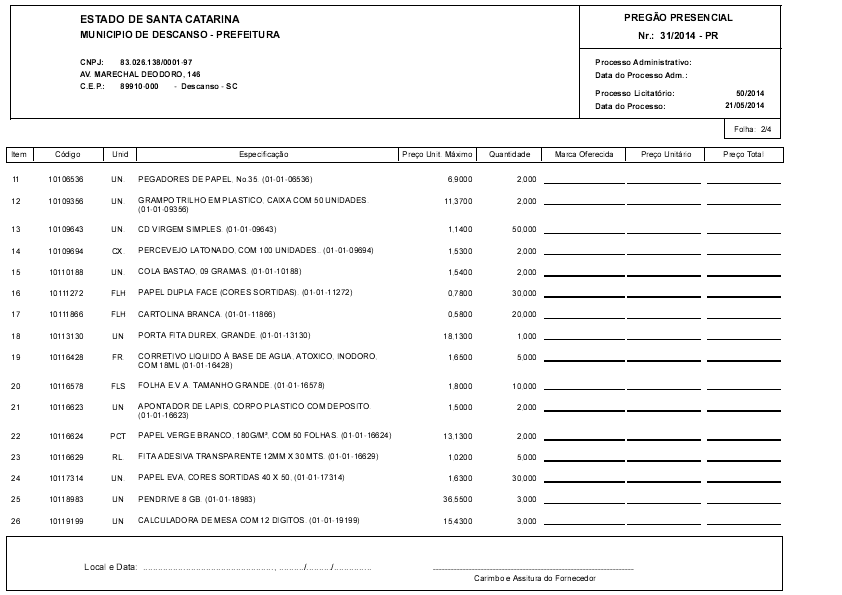 ESTADO DE SANTA CATARINA
MUNICIPIO DE DESCANSO - PREFEITURA
CNPJ: 83.026.138/0001-97
AV. MARECHAL DEODORO, 146
C.E.P.: 89910-000 - Descanso - SC
PREGÃO PRESENCIAL
Nr.: 31/2014 - PR
Processo Administrativo:
Data do Processo Adm.:
Processo Licitatório: 50/2014
Data do Processo: 21/05/2014
Folha: 2/4
Item Código Unid Especificação Preço Unit. Máximo Quantidade Marca Oferecida Preço Unitário Preço Total
11 10106536 UN. PEGADORES DE PAPEL, No.35. (01-01-06536) 6,9000 2,000
12 10109356 UN. GRAMPO TRILHO EM PLASTICO, CAIXA COM 50 UNIDADES. 11,3700 2,000
(01-01-09356)
13 10109643 UN. CD VIRGEM SIMPLES. (01-01-09643) 1,1400 50,000
14 10109694 CX. PERCEVEJO LATONADO, COM 100 UNIDADES . (01-01-09694) 1,5300 2,000
15 10110188 UN. COLA BASTAO, 09 GRAMAS. (01-01-10188) 1,5400 2,000
16 10111272 FLH PAPEL DUPLA FACE (CORES SORTIDAS). (01-01-11272) 0,7800 30,000
17 10111866 FLH CARTOLINA BRANCA. (01-01-11866) 0,5800 20,000
18 10113130 UN PORTA FITA DUREX, GRANDE. (01-01-13130) 18,1300 1,000
19 10116428 FR. CORRETIVO LIQUIDO À BASE DE AGUA, ATOXICO, INODORO, 1,6500 5,000
COM 18ML (01-01-16428)
20 10116578 FLS FOLHA E.V.A. TAMANHO GRANDE. (01-01-16578) 1,8000 10,000
21 10116623 UN APONTADOR DE LAPIS, CORPO PLASTICO COM DEPOSITO. 1,5000 2,000
(01-01-16623)
22 10116624 PCT PAPEL VERGE BRANCO, 180G/M², COM 50 FOLHAS. (01-01-16624) 13,1300 2,000
23 10116629 RL FITA ADESIVA TRANSPARENTE 12MM X 30 MTS. (01-01-16629) 1,0200 5,000
24 10117314 UN. PAPEL EVA, CORES SORTIDAS 40 X 50, (01-01-17314) 1,6300 30,000
25 10118983 UN PENDRIVE 8 GB (01-01-18983) 36,5500 3,000
26 10119199 UN CALCULADORA DE MESA COM 12 DIGITOS. (01-01-19199) 15,4300 3,000
Local e Data: ......................................................, ........../........../...............
Carimbo e Assitura do Fornecedor